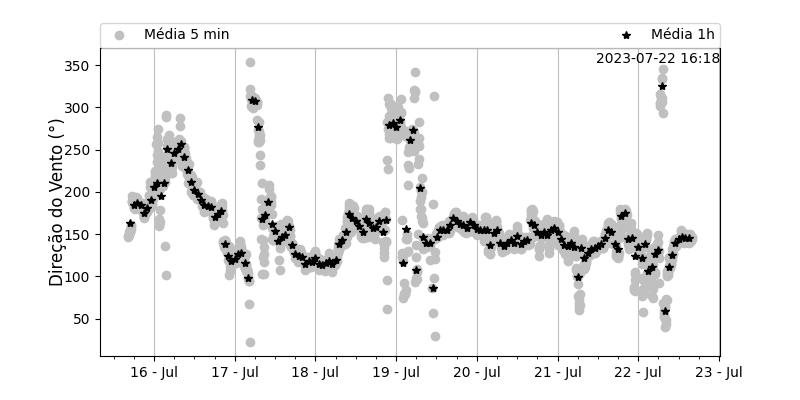 Média 5 min
Média 1h
2023-07-22 16:18
Direção do Vento (°)
350
300
250
200
150
100
50
16 - Jul
17 - Jul
18 - Jul
19 - Jul
20 - Jul
21 - Jul
22 - Jul
23 - Jul